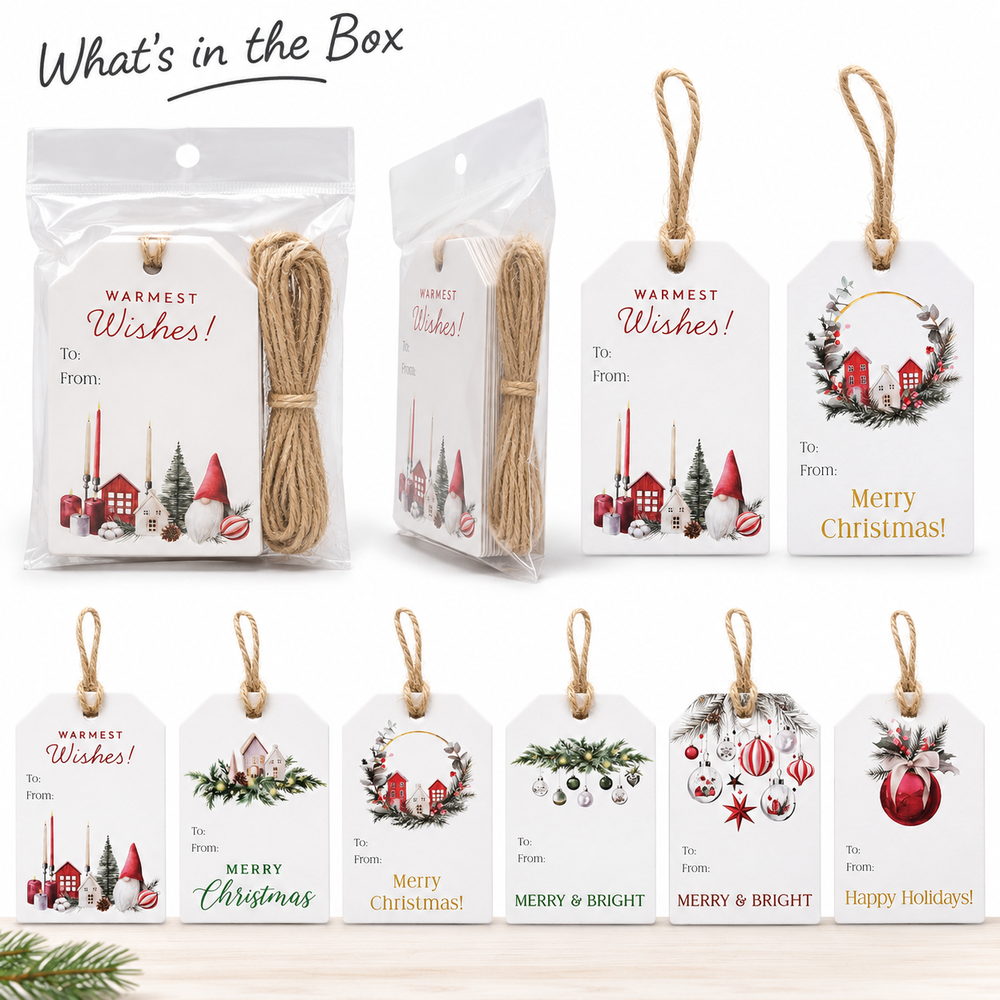 What's in the Box
WARMEST
Wishes!
To:
From:
WARMEST
Wishes!
To:
From:
WARMEST
Wishes!
To:
From:
To:
From:
Merry
Christmas!
WARMEST
Wishes!
To:
From:
To:
From:
MERRY
Christmas
To:
From:
Merry
Christmas!
To:
From:
MERRY & BRIGHT
To:
From:
MERRY & BRIGHT
To:
From:
Happy Holidays!